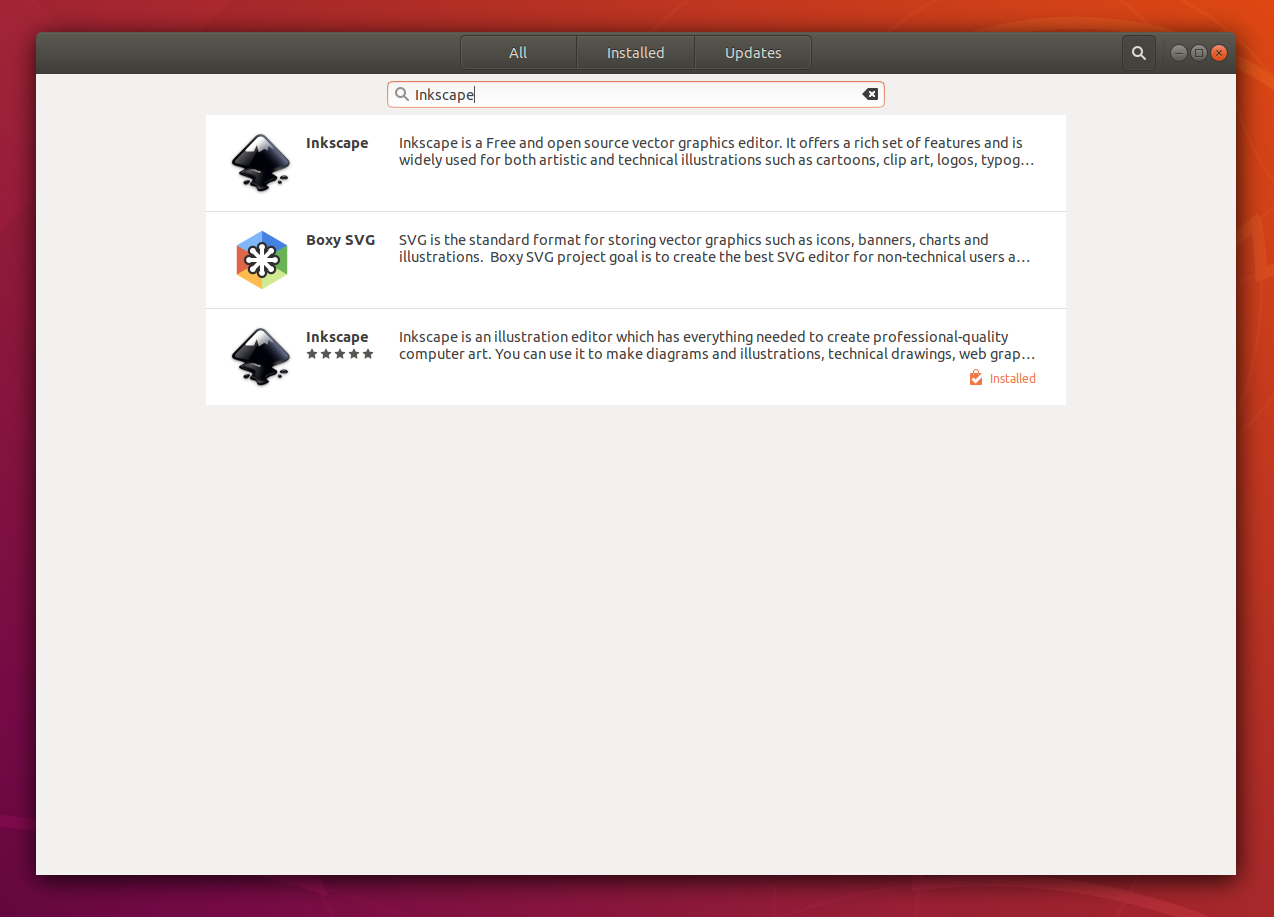 All Installed Updates
Inkscape
Inkscape
Inkscape is a Free and open source vector graphics editor. It offers a rich set of features and is
widely used for both artistic and technical illustrations such as cartoons, clip art, logos, typog…
Boxy SVG
SVG is the standard format for storing vector graphics such as icons, banners, charts and
illustrations.  Boxy SVG project goal is to create the best SVG editor for non-technical users a…
Inkscape
Inkscape is an illustration editor which has everything needed to create professional-quality
computer art. You can use it to make diagrams and illustrations, technical drawings, web grap…
Installed